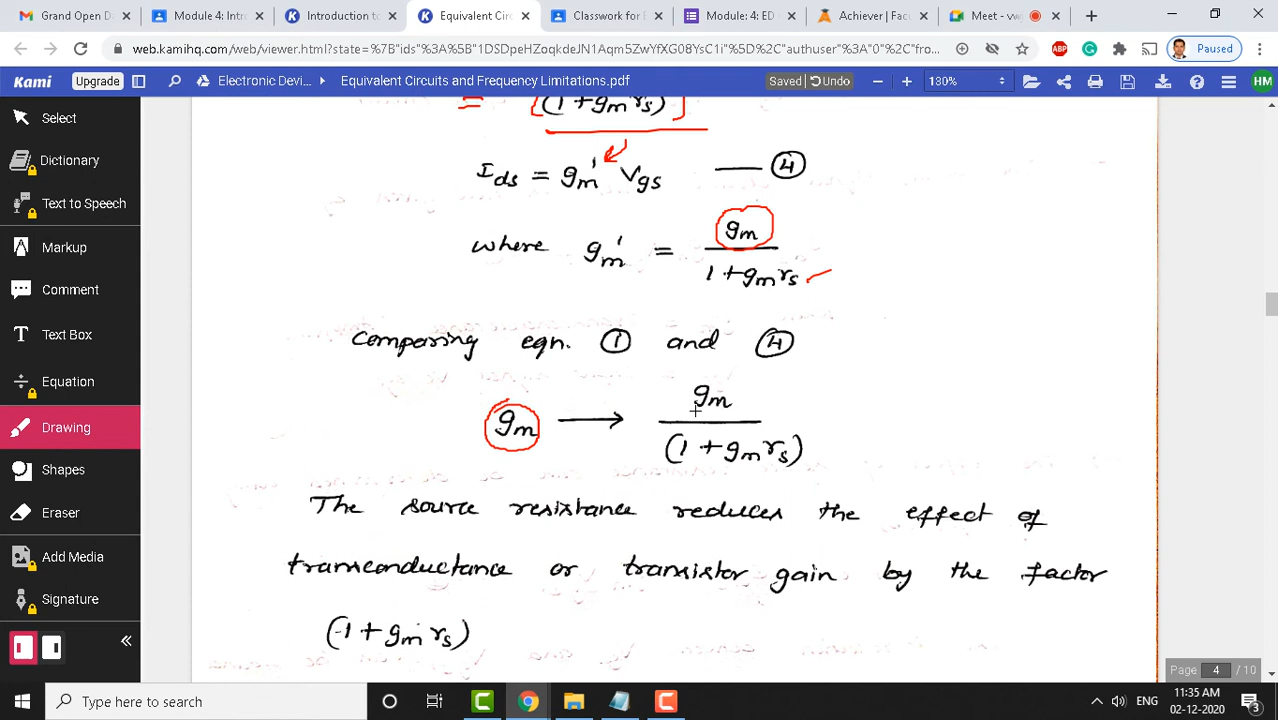 Grand Oct M
Module 4: Intr
Introduction to
Equivalent Circ
Classwork for E
Module: 4: ED
Achiever | Fac
Meet - vw
web.kamihq.com/web/viewer.html?state=%7B"ids"%3A%5B"1DSDpeHZoqkdeJN1Aqm5ZwYfXG08YsC1i"%5D%2C"authuser"%3A"0"%2C"fro...
ABP
Paused
Kami Upgrade Electronic Devi... Equivalent Circuits and Frequency Limitations.pdf Saved Undo 180% HM
Select
Dictionary
Text to Speech
Markup
Comment
Text Box
Equation
Drawing
Shapes
Eraser
Add Media
Signature
= [(1+gm rs)]
Ids = gm' Vgs — ④
where gm' = gm / 1+gm rs
Comparing eqn. ① and ④
gm → gm / (1+gm rs)
The source resistance reduces the effect of
transconductance or transistor gain by the factor
(1+gm rs)
Page 4 / 10
Type here to search
ENG
11:35 AM
02-12-2020